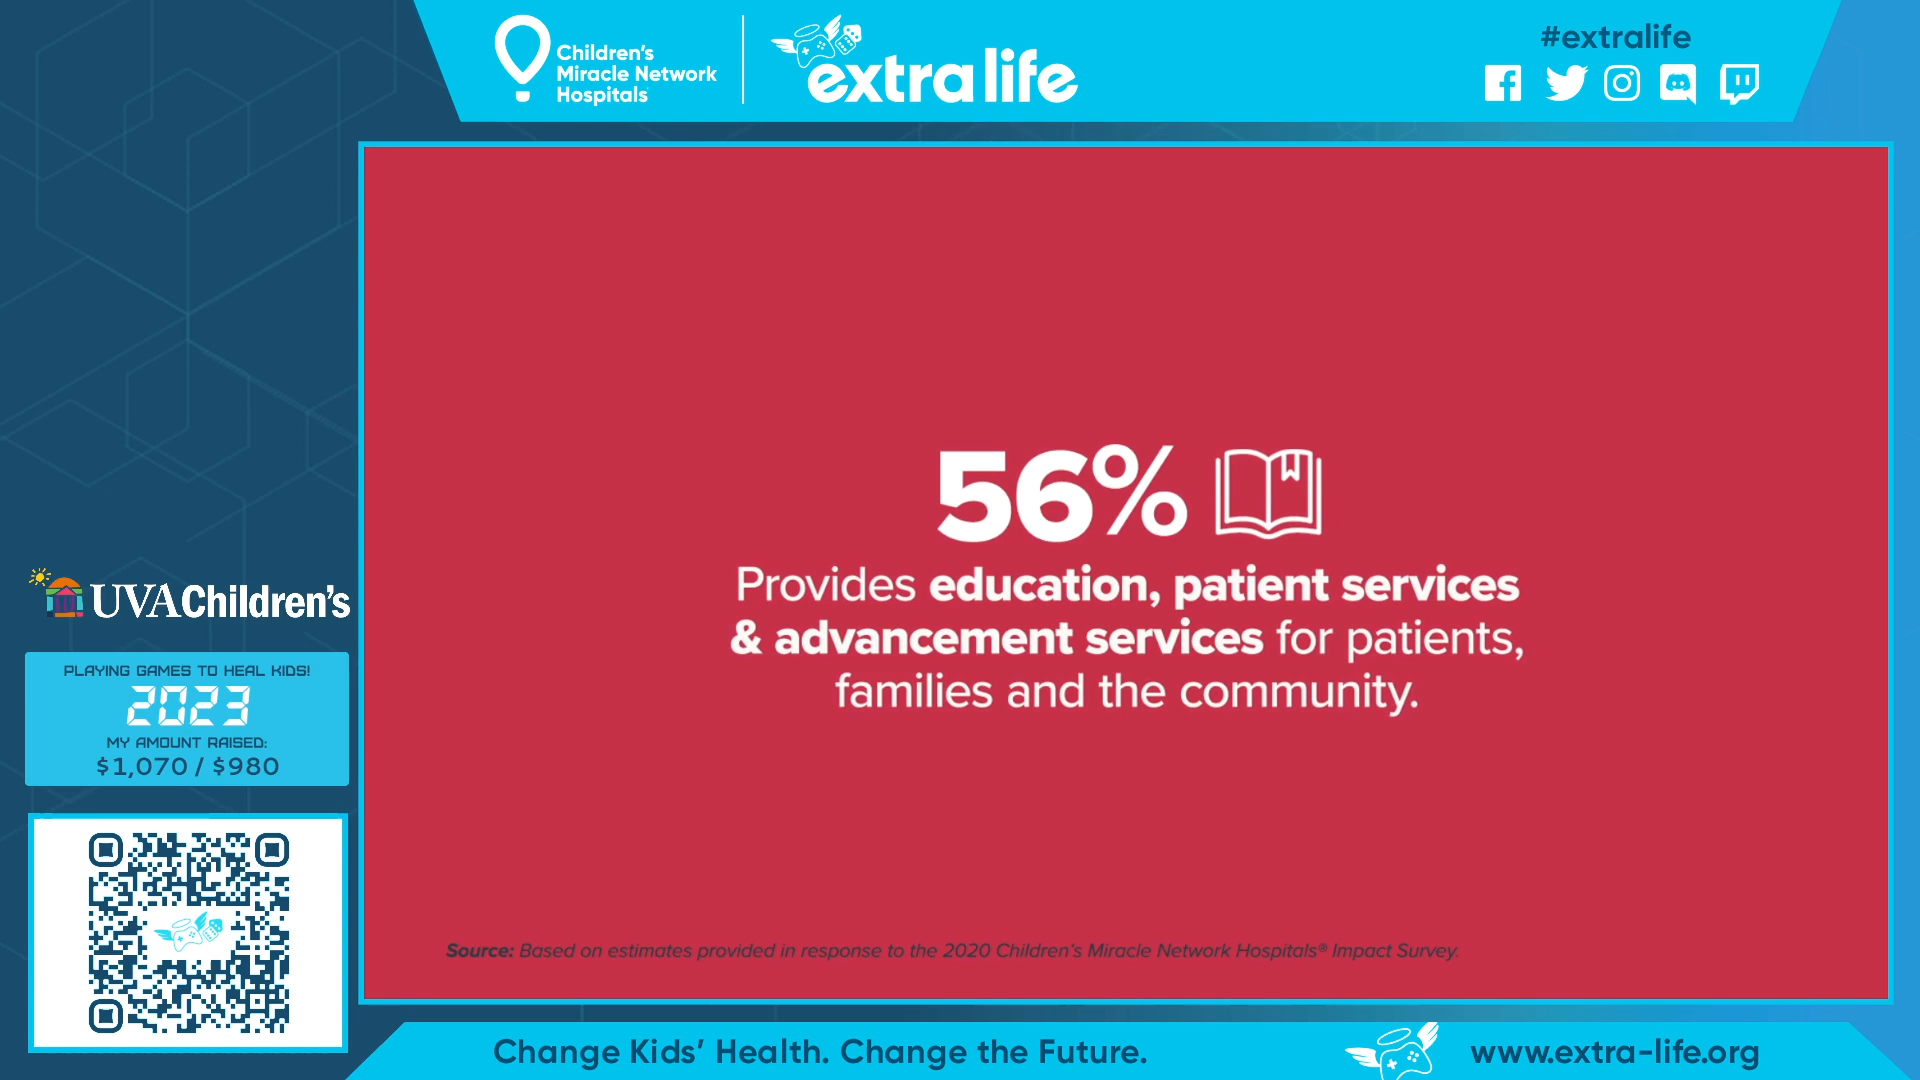 Children's
Miracle Network
Hospitals
extra life
#extralife
56%
Provides education, patient services
& advancement services for patients,
families and the community.
Source: Based on estimates provided in response to the 2020 Children's Miracle Network Hospitals® Impact Survey.
UVA Children's
PLAYING GAMES TO HEAL KIDS!
2023
MY AMOUNT RAISED:
$1,070 / $980
Change Kids' Health. Change the Future.
www.extra-life.org